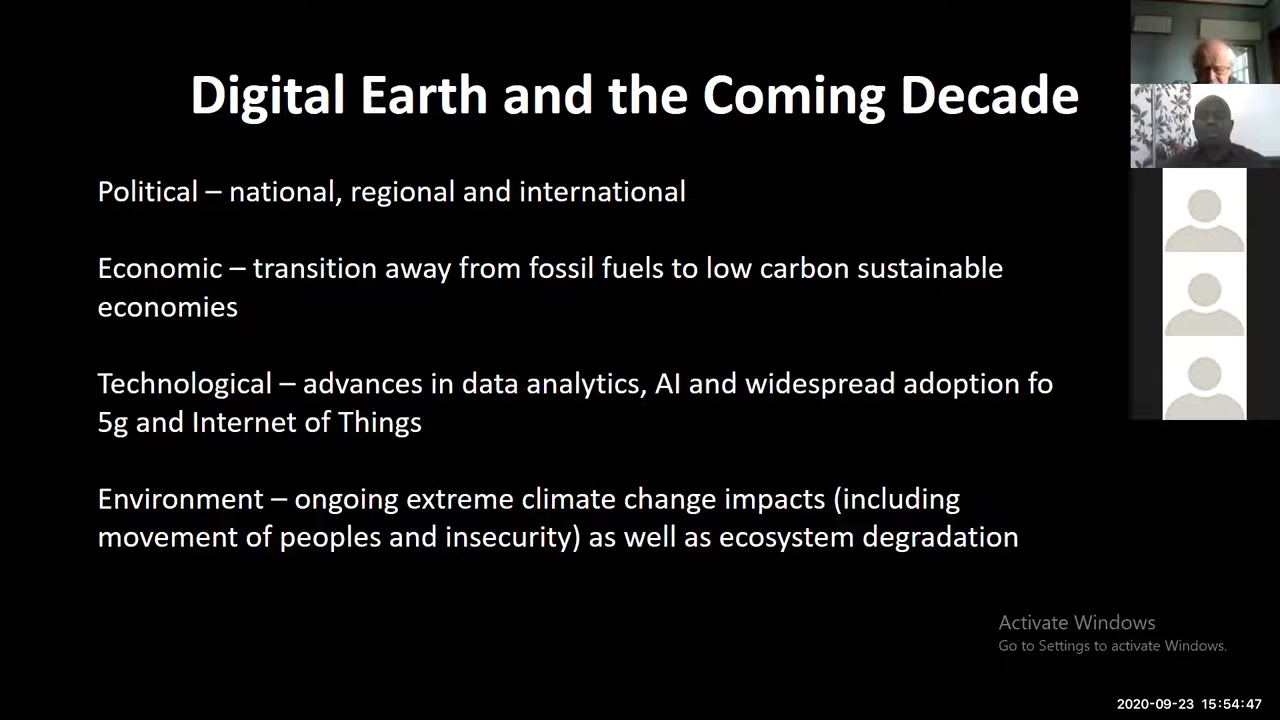 Digital Earth and the Coming Decade
Political – national, regional and international
Economic – transition away from fossil fuels to low carbon sustainable
economies
Technological – advances in data analytics, AI and widespread adoption fo
5g and Internet of Things
Environment – ongoing extreme climate change impacts (including
movement of peoples and insecurity) as well as ecosystem degradation
Activate Windows
Go to Settings to activate Windows.
2020-09-23 15:54:47